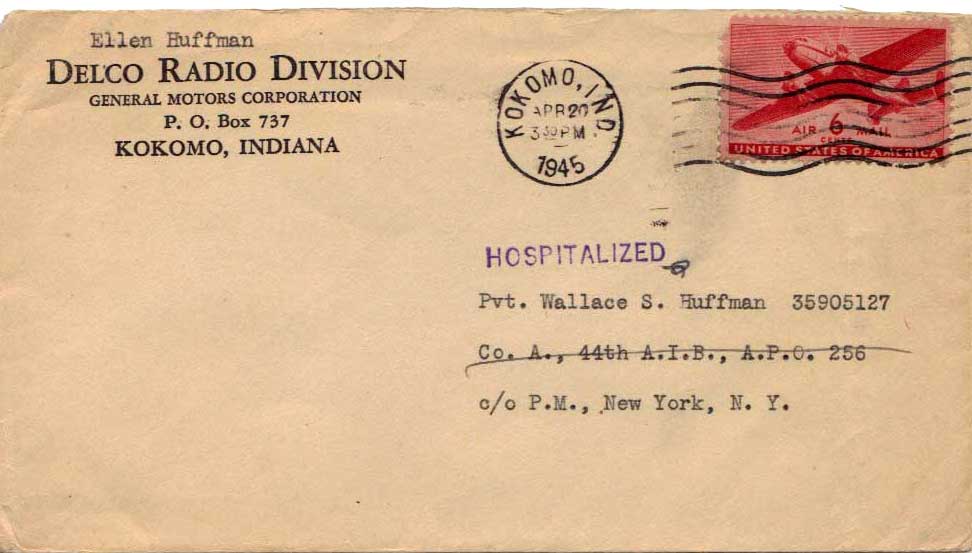 Ellen Huffman
DELCO RADIO DIVISION
GENERAL MOTORS CORPORATION
P. O. Box 737
KOKOMO, INDIANA
KOKOMO, IND.
APR 20
3 30 PM
1945
AIR 6 MAIL
CENTS
UNITED STATES OF AMERICA
HOSPITALIZED
Pvt. Wallace S. Huffman 35905127
Co. A., 44th A.I.B., A.P.O. 256
c/o P.M., New York, N. Y.